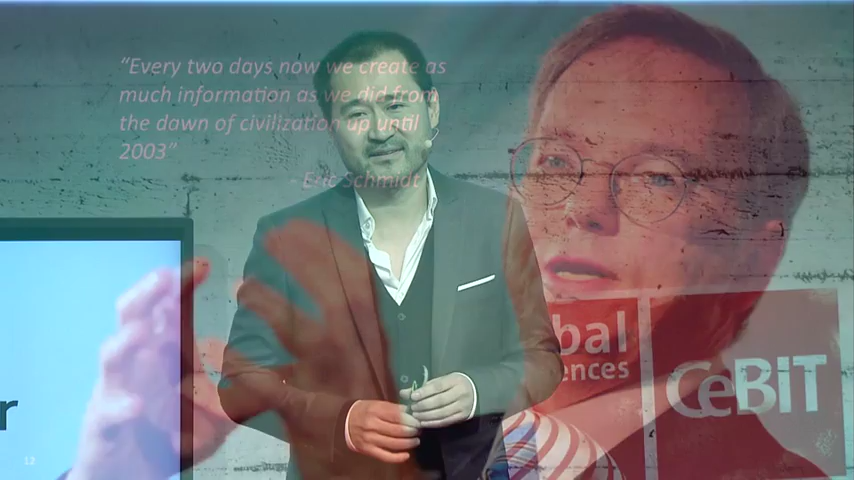 “Every two days now we create as
much information as we did from
the dawn of civilization up until
2003”
- Eric Schmidt
bal
ences
CeBIT
r
12